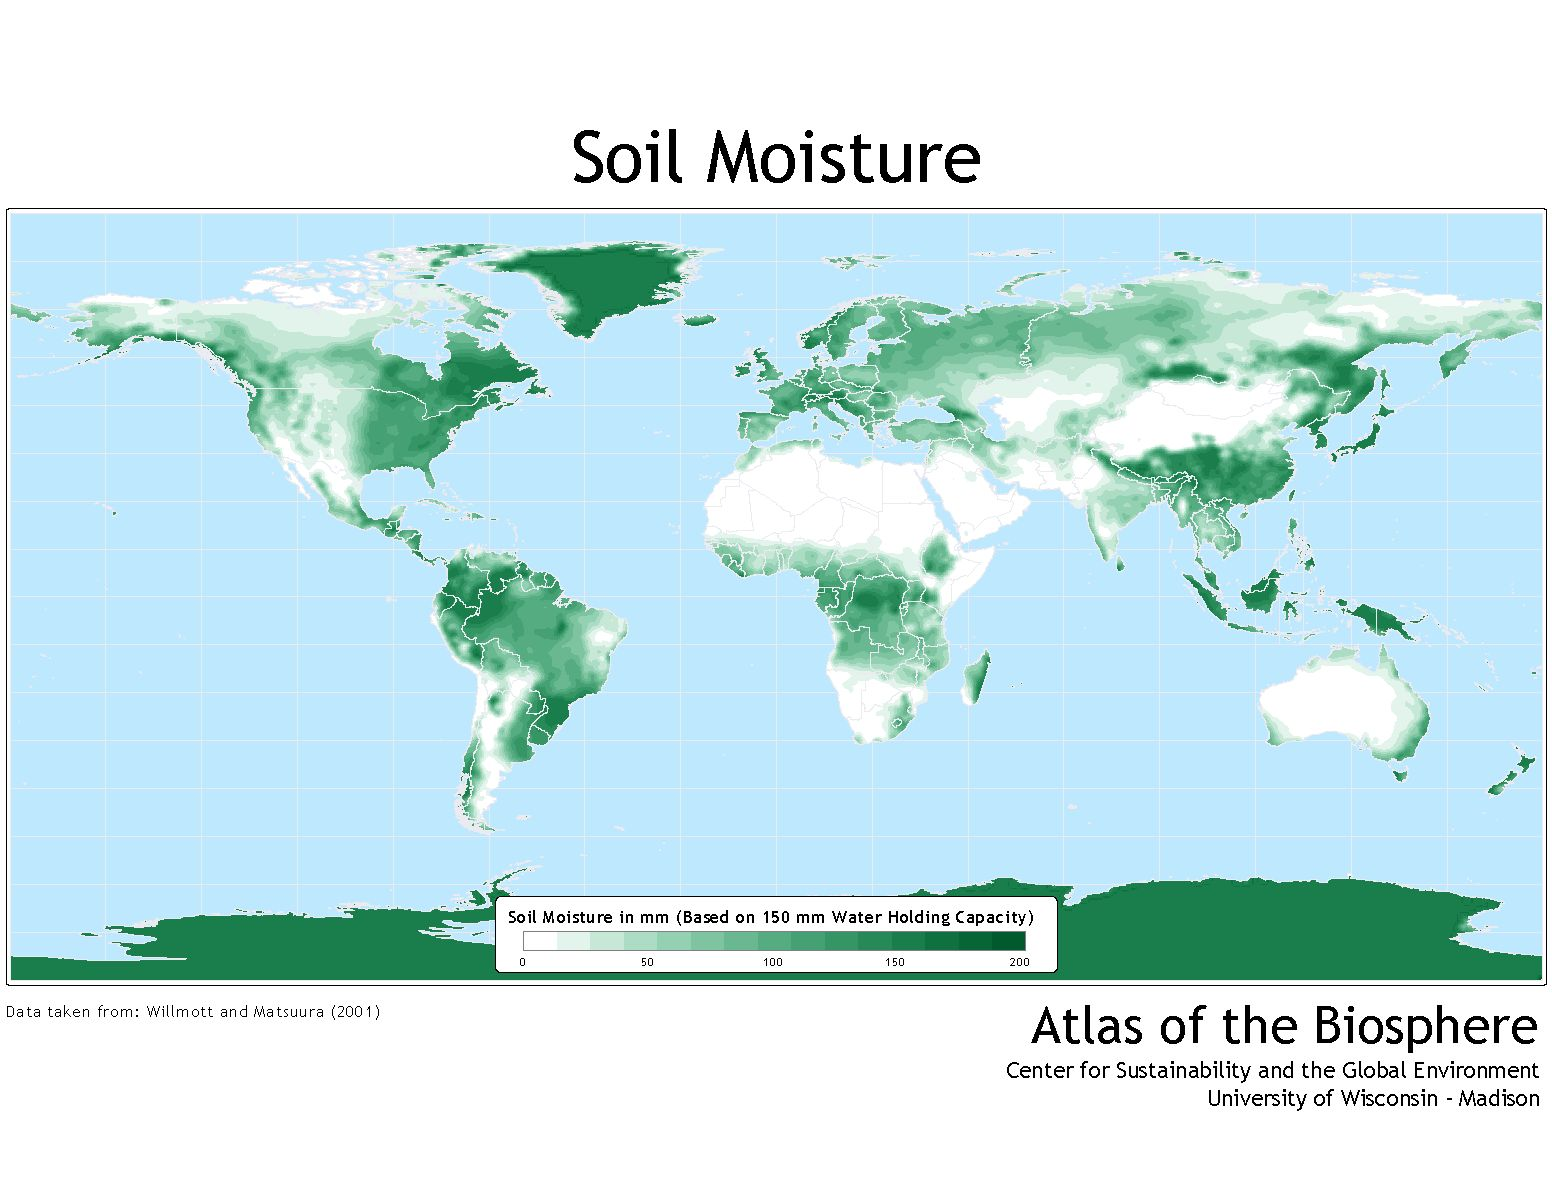 Soil Moisture
Soil Moisture in mm (Based on 150 mm Water Holding Capacity)
0 50 100 150 200
Data taken from: Willmott and Matsuura (2001)
Atlas of the Biosphere
Center for Sustainability and the Global Environment
University of Wisconsin - Madison